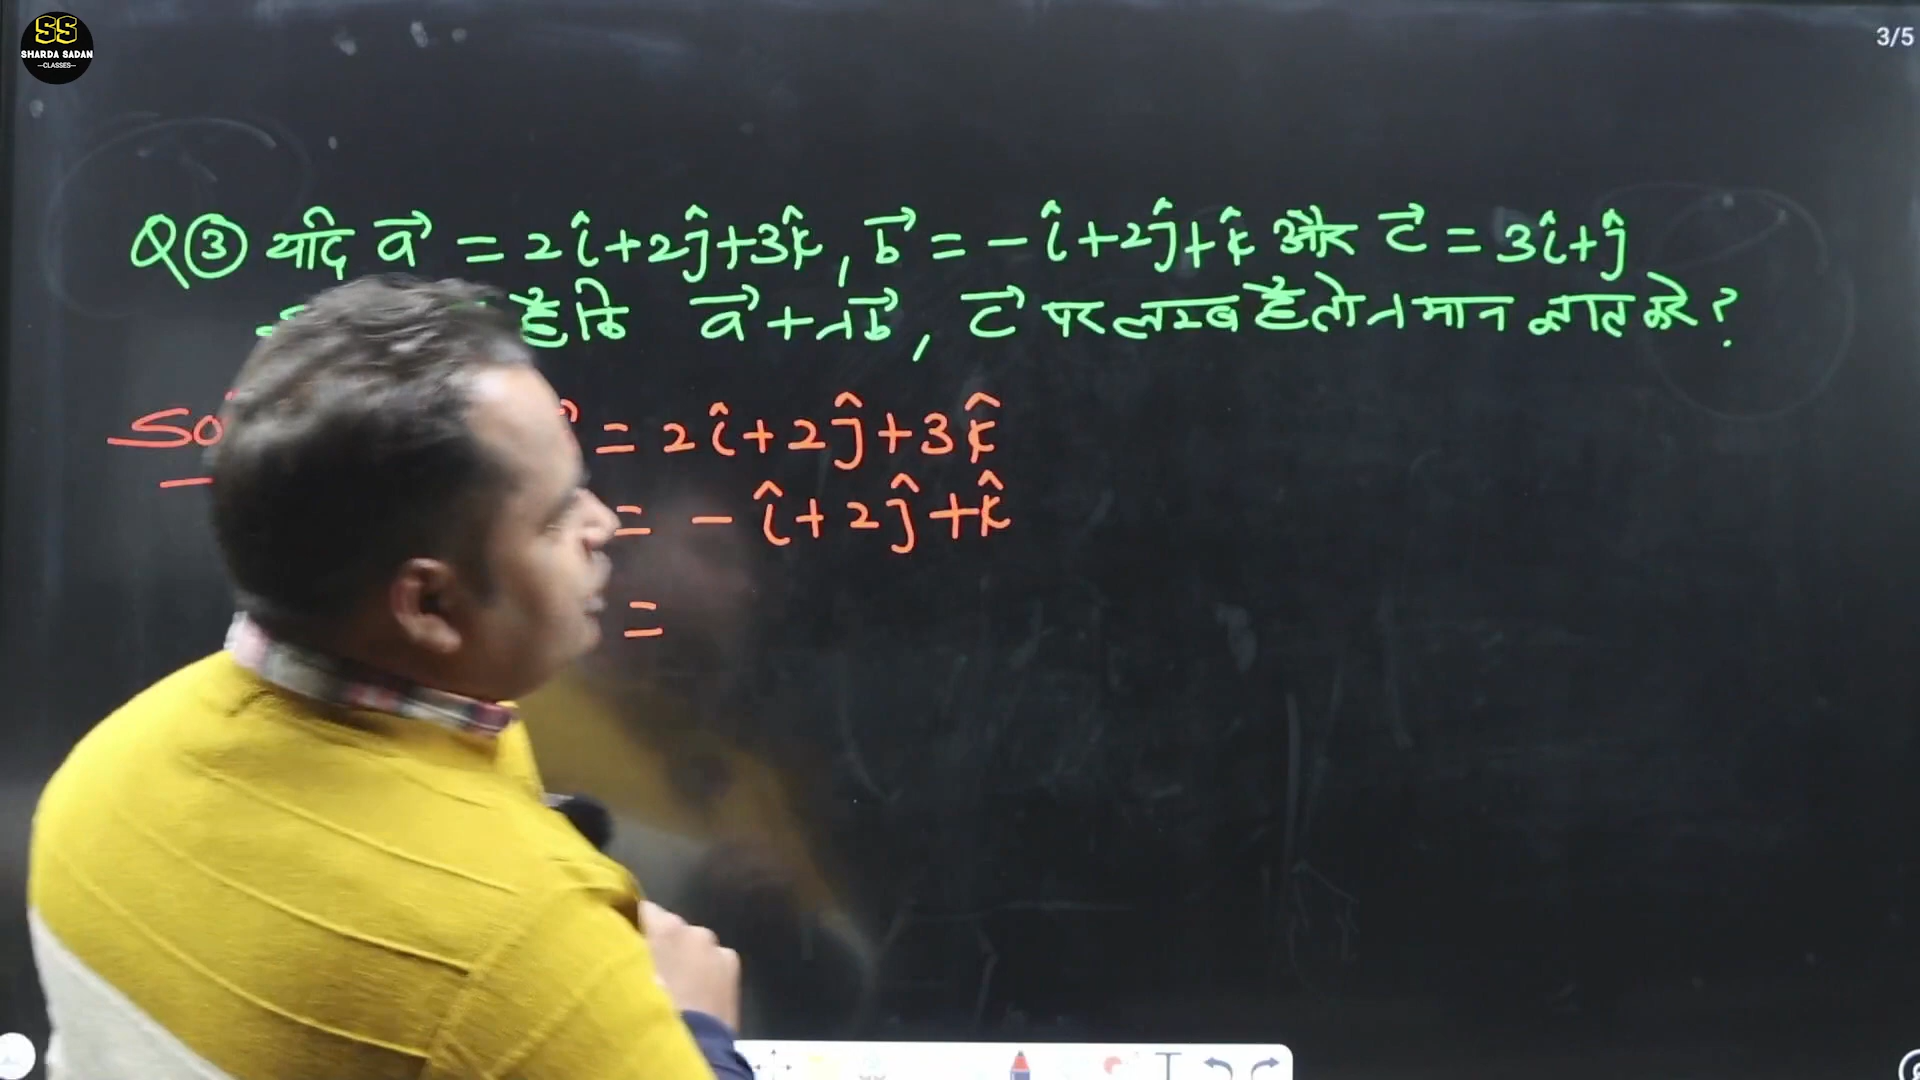 SS
SHARDA SADAN
—CLASSES—
3/5
Q③ यदि a⃗ = 2î+2ĵ+3k̂, b⃗ = -î+2ĵ+k̂ और c⃗ = 3î+ĵ
है कि a⃗+λb⃗, c⃗ पर लम्ब है तो λ मान ज्ञात करे?
= 2î+2ĵ+3k̂
= -î+2ĵ+k̂
=
T